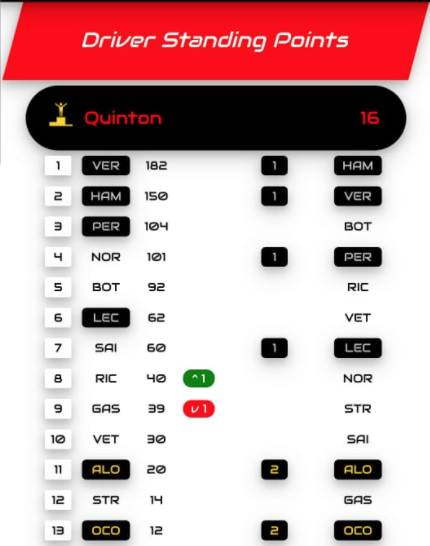 Driver Standing Points
Quinton 16
1 VER 182 1 HAM
2 HAM 150 1 VER
3 PER 104 BOT
4 NOR 101 1 PER
5 BOT 92 RIC
6 LEC 62 VET
7 SAI 60 1 LEC
8 RIC 40 ^1 NOR
9 GAS 39 v1 STR
10 VET 30 SAI
11 ALO 20 2 ALO
12 STR 14 GAS
13 OCO 12 2 OCO